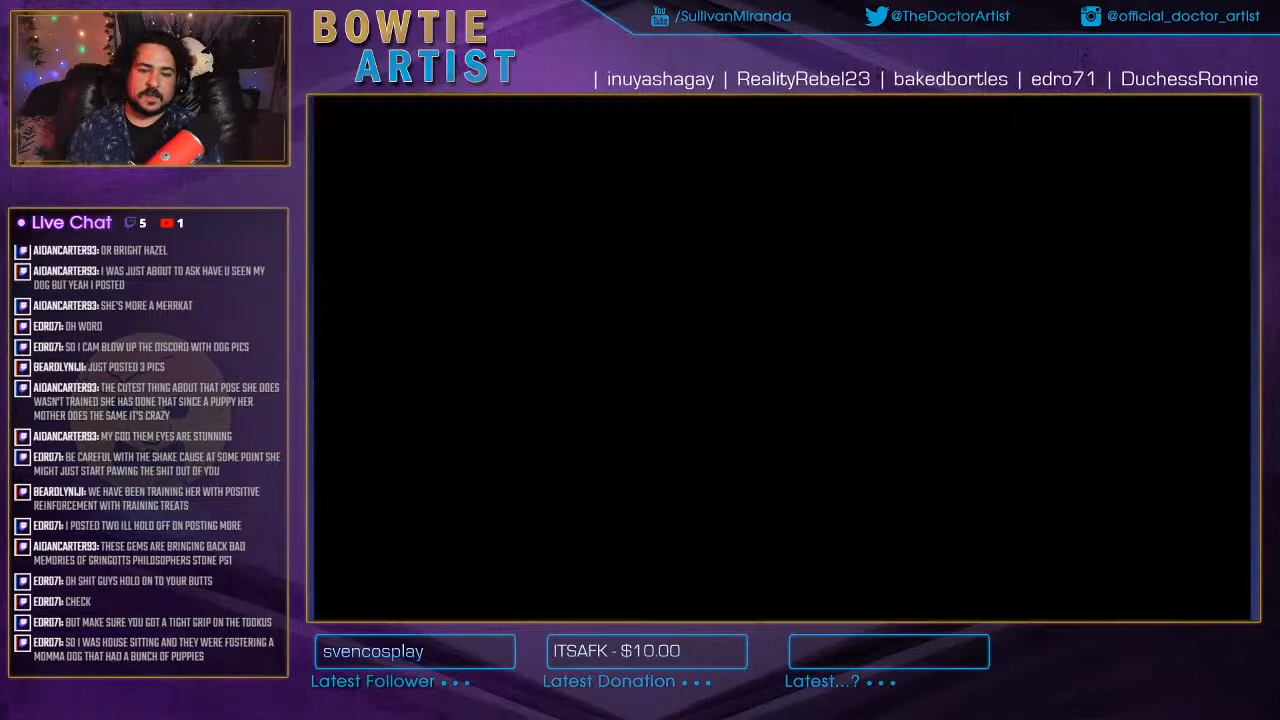 BOWTIE
ARTIST
/SullivanMiranda
@TheDoctorArtist
@official_doctor_artist
| inuyashagay | RealityRebel23 | bakedbortles | edro71 | DuchessRonnie
Live Chat 5 1
AIDANCARTER93: OR BRIGHT HAZEL
AIDANCARTER93: I WAS JUST ABOUT TO ASK HAVE U SEEN MY
DOG BUT YEAH I POSTED
AIDANCARTER93: SHE'S MORE A MERRKAT
EDRO71: OH WORD
EDRO71: SO I CAM BLOW UP THE DISCORD WITH DOG PICS
BEARDLYNIJI: JUST POSTED 3 PICS
AIDANCARTER93: THE CUTEST THING ABOUT THAT POSE SHE DOES
WASN'T TRAINED SHE HAS DONE THAT SINCE A PUPPY HER
MOTHER DOES THE SAME IT'S CRAZY
AIDANCARTER93: MY GOD THEM EYES ARE STUNNING
EDRO71: BE CAREFUL WITH THE SHAKE CAUSE AT SOME POINT SHE
MIGHT JUST START PAWING THE SHIT OUT OF YOU
BEARDLYNIJI: WE HAVE BEEN TRAINING HER WITH POSITIVE
REINFORCEMENT WITH TRAINING TREATS
EDRO71: I POSTED TWO ILL HOLD OFF ON POSTING MORE
AIDANCARTER93: THESE GEMS ARE BRINGING BACK BAD
MEMORIES OF GRINGOTTS PHILOSOPHERS STONE PS1
EDRO71: OH SHIT GUYS HOLD ON TO YOUR BUTTS
EDRO71: CHECK
EDRO71: BUT MAKE SURE YOU GOT A TIGHT GRIP ON THE TOOKUS
EDRO71: SO I WAS HOUSE SITTING AND THEY WERE FOSTERING A
MOMMA DOG THAT HAD A BUNCH OF PUPPIES
svencosplay
Latest Follower • • •
ITSAFK - $10.00
Latest Donation • • •
Latest...? • • •